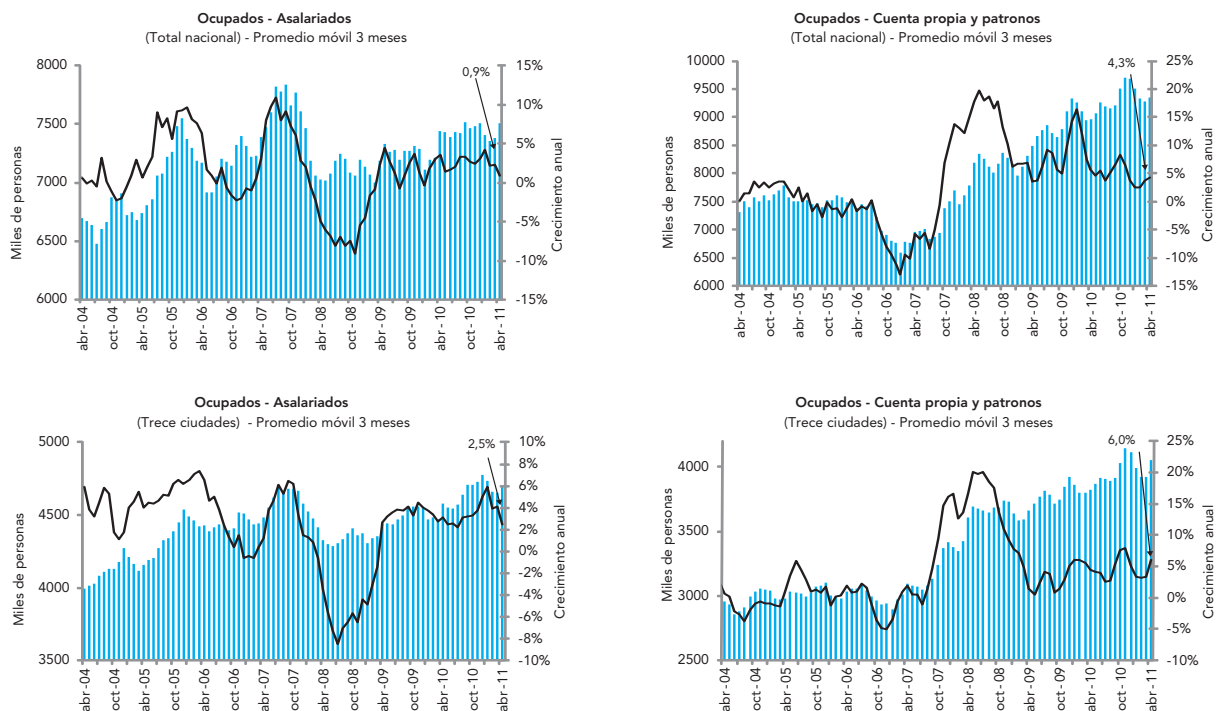 Ocupados - Asalariados
(Total nacional) - Promedio móvil 3 meses
8000
7500
7000
6500
6000
Miles de personas
15%
10%
5%
0%
-5%
-10%
-15%
Crecimiento anual
0,9%
abr- 04
oct - 04
abr- 05
oct - 05
abr- 06
oct - 06
abr- 07
oct - 07
abr- 08
oct - 08
abr- 09
oct - 09
abr- 10
oct - 10
abr- 11
Ocupados - Cuenta propia y patronos
(Total nacional) - Promedio móvil 3 meses
10000
9500
9000
8500
8000
7500
7000
6500
6000
Miles de personas
25%
20%
15%
10%
5%
0%
-5%
-10%
-15%
Crecimiento anual
4,3%
abr- 04
oct - 04
abr- 05
oct - 05
abr- 06
oct - 06
abr- 07
oct - 07
abr- 08
oct - 08
abr- 09
oct - 09
abr- 10
oct - 10
abr- 11
Ocupados - Asalariados
(Trece ciudades) - Promedio móvil 3 meses
5000
4500
4000
3500
Miles de personas
10%
8%
6%
4%
2%
0%
-2%
-4%
-6%
-8%
-10%
Crecimiento anual
2,5%
abr- 04
oct- 04
abr- 05
oct- 05
abr- 06
oct- 06
abr- 07
oct- 07
abr- 08
oct- 08
abr- 09
oct- 09
abr- 10
oct- 10
abr- 11
Ocupados - Cuenta propia y patronos
(Trece ciudades) - Promedio móvil 3 meses
4000
3500
3000
2500
Miles de personas
25%
20%
15%
10%
5%
0%
-5%
-10%
Crecimiento anual
6,0%
abr- 04
oct- 04
abr- 05
oct- 05
abr- 06
oct- 06
abr- 07
oct- 07
abr- 08
oct- 08
abr- 09
oct- 09
abr- 10
oct- 10
abr- 11